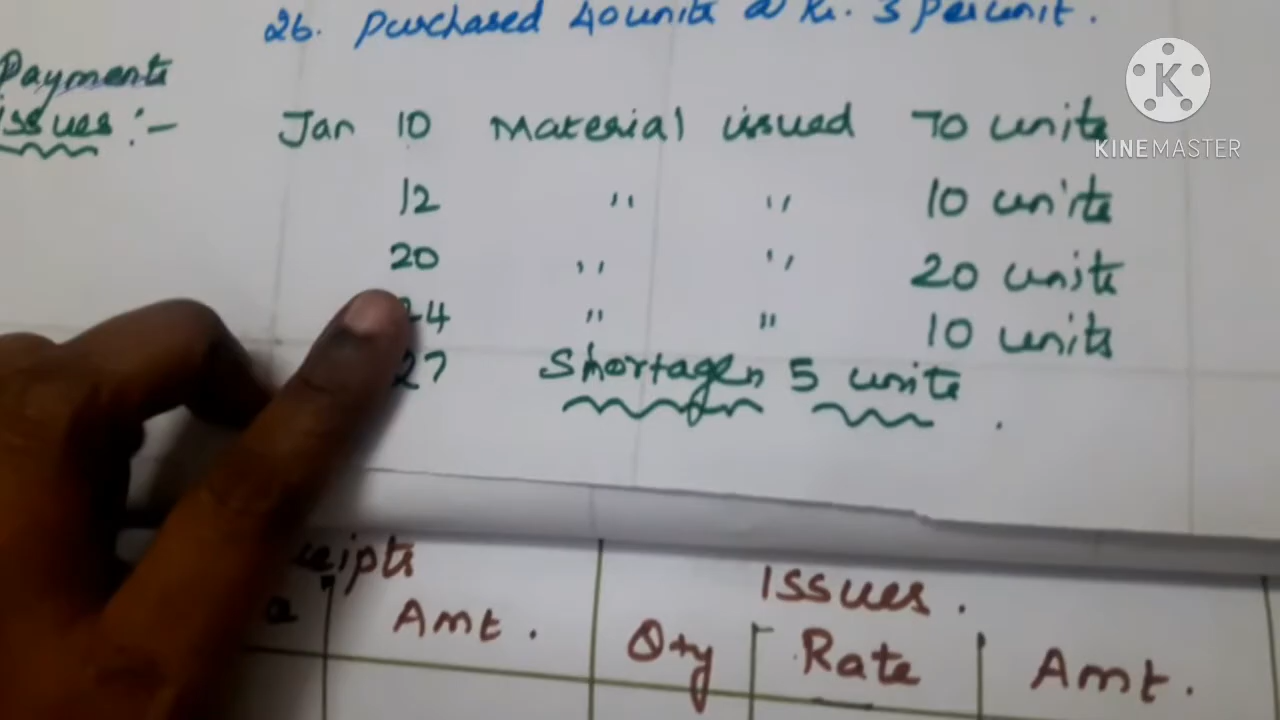 26. Purchased 40 units @ Rs. 3 per unit.
Payments
issues:-
Jan 10 Material issued 70 units
12 " " 10 units
20 " " 20 units
24 " " 10 units
27 Shortage 5 units.
Issues.
Amt. Qty Rate Amt.
K
KINEMASTER